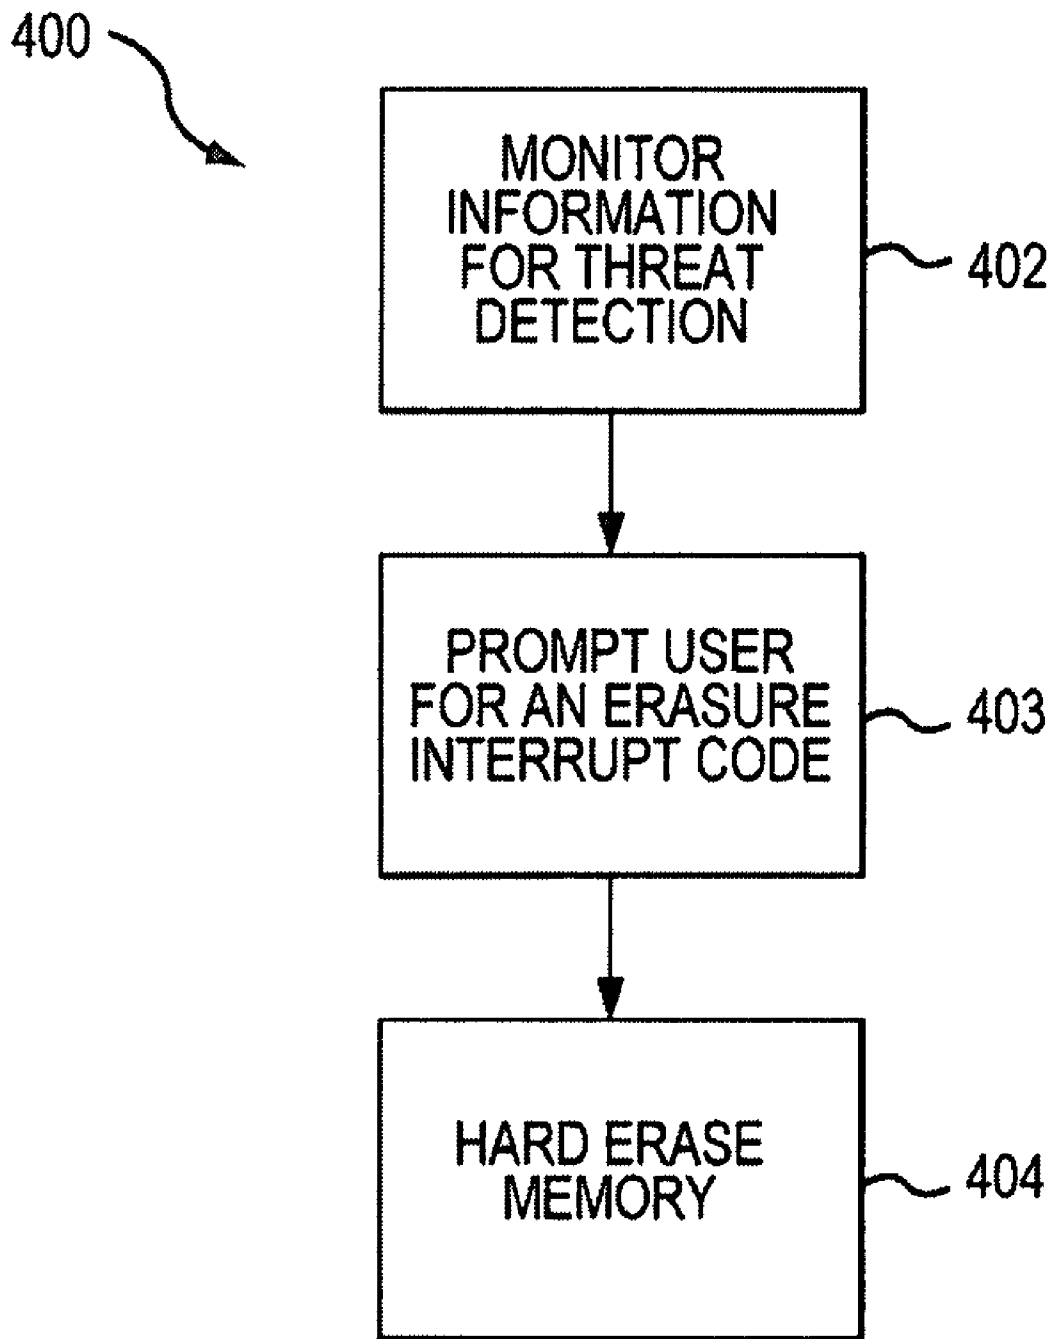 400
MONITOR
INFORMATION
FOR THREAT
DETECTION
402
PROMPT USER
FOR AN ERASURE
INTERRUPT CODE
403
HARD ERASE
MEMORY
404